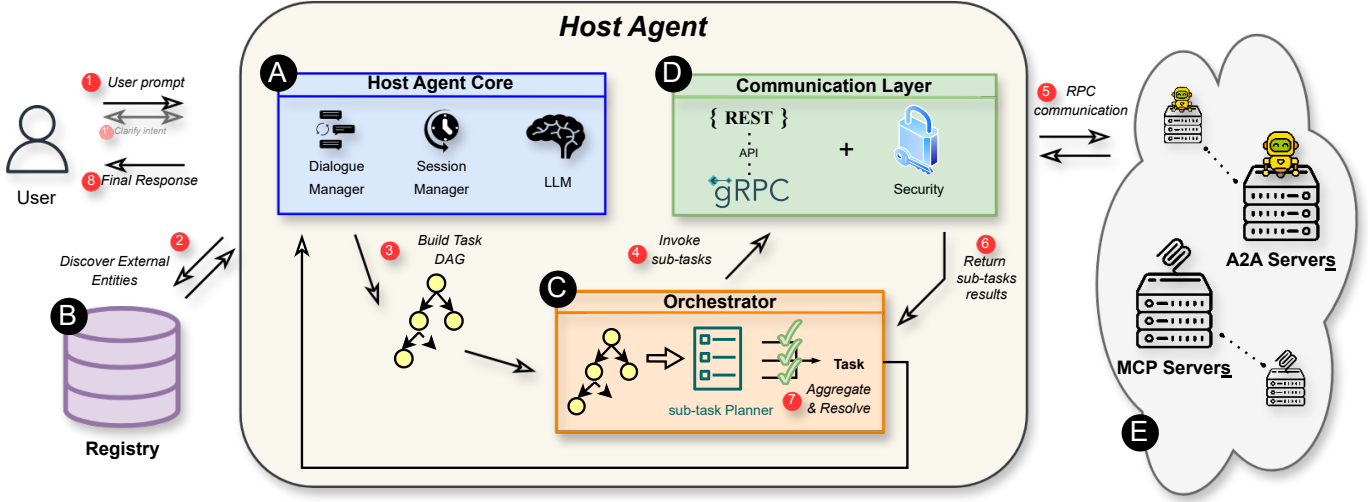 Host Agent
1 User prompt
1' Clarify intent
8 Final Response
User
2
Discover External
Entities
B
Registry
A
Host Agent Core
Dialogue
Manager
Session
Manager
LLM
D
Communication Layer
{ REST }
API
gRPC
+
Security
3 Build Task
DAG
4 Invoke
sub-tasks
6
Return
sub-tasks
results
C
Orchestrator
sub-task Planner
Task
7 Aggregate
& Resolve
5 RPC
communication
A2A Servers
MCP Servers
E